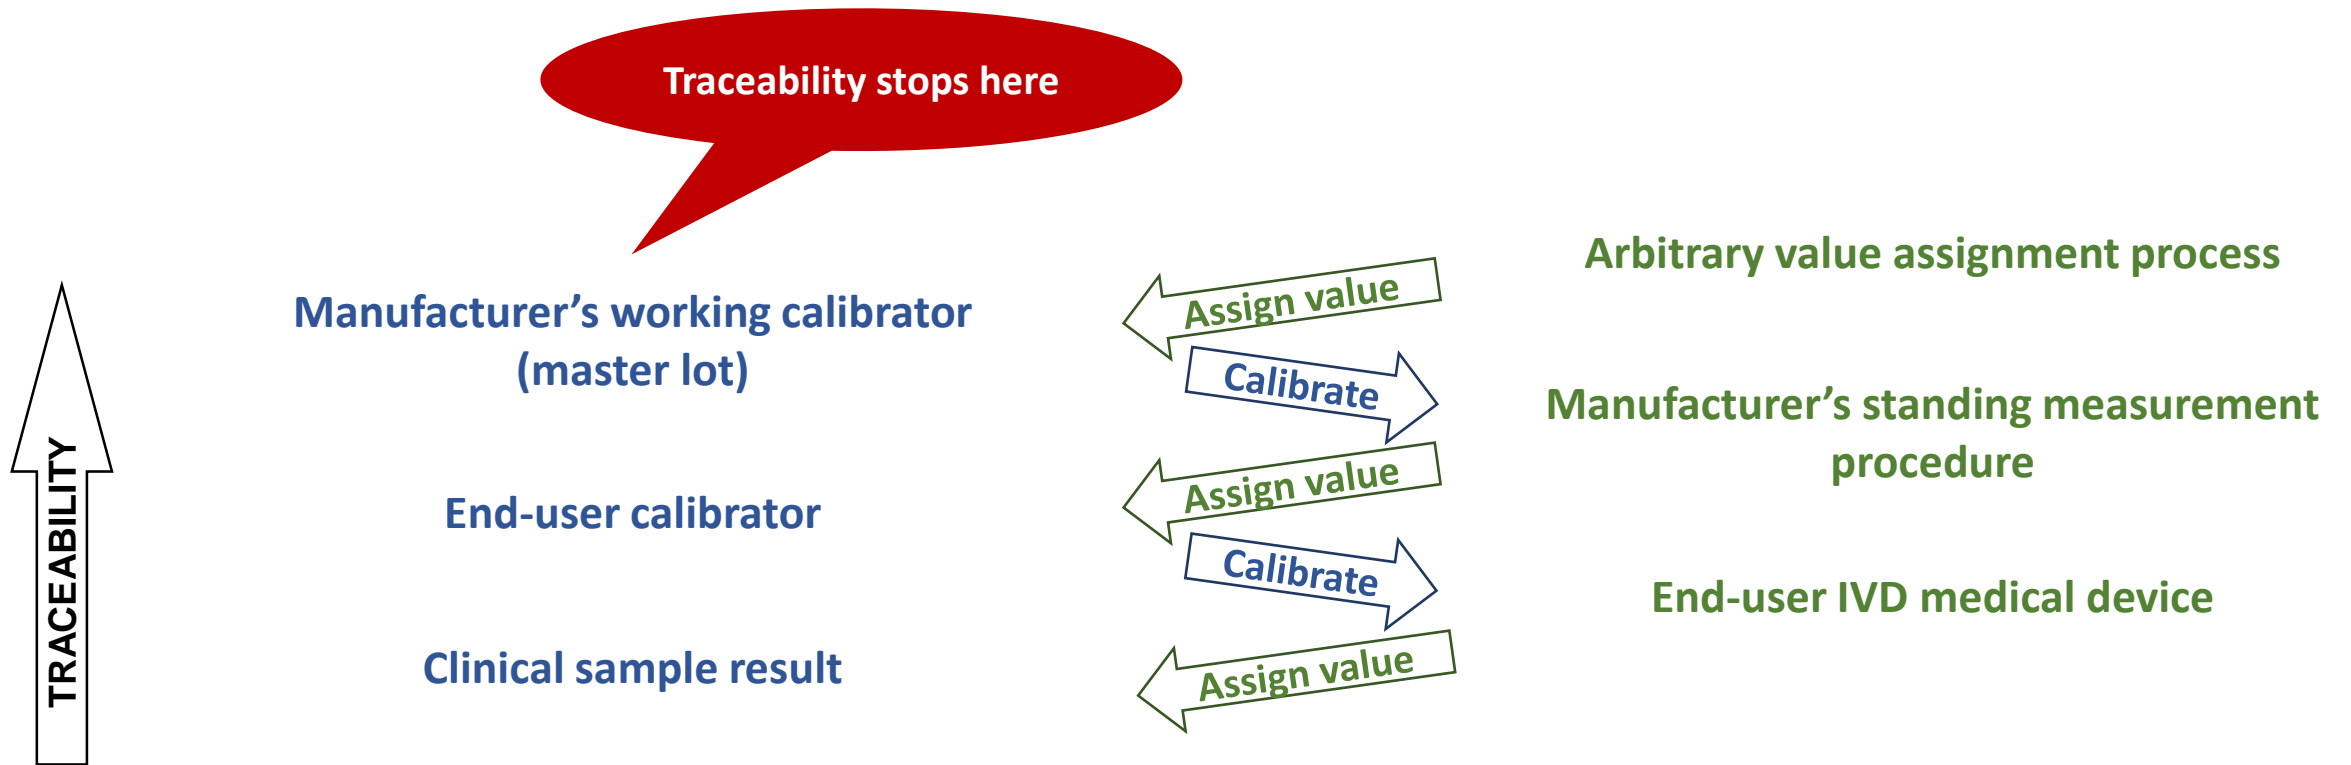 Traceability stops here
Arbitrary value assignment process
Assign value
Manufacturer’s working calibrator
(master lot)
Calibrate
Manufacturer’s standing measurement
procedure
Assign value
End-user calibrator
Calibrate
End-user IVD medical device
Assign value
Clinical sample result
TRACEABILITY